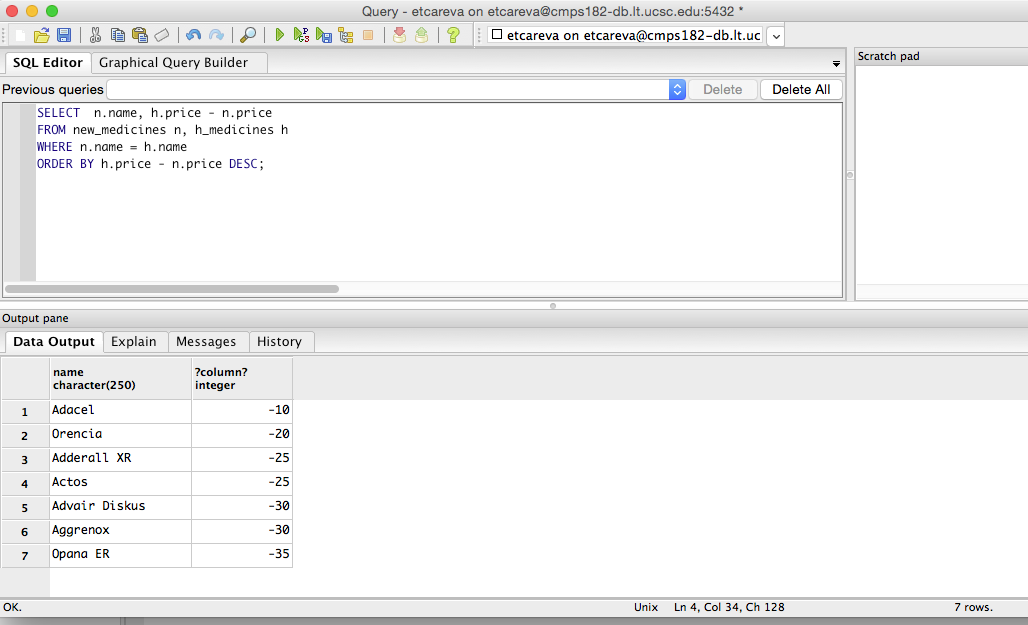 Query - etcareva on etcareva@cmps182-db.lt.ucsc.edu:5432 *
etcareva on etcareva@cmps182-db.lt.uc
SQL Editor
Graphical Query Builder
Scratch pad
Previous queries
Delete
Delete All
SELECT  n.name, h.price - n.price
FROM new_medicines n, h_medicines h
WHERE n.name = h.name
ORDER BY h.price - n.price DESC;
Output pane
Data Output
Explain
Messages
History
name
character(250)
?column?
integer
1 Adacel -10
2 Orencia -20
3 Adderall XR -25
4 Actos -25
5 Advair Diskus -30
6 Aggrenox -30
7 Opana ER -35
OK.
Unix
Ln 4, Col 34, Ch 128
7 rows.